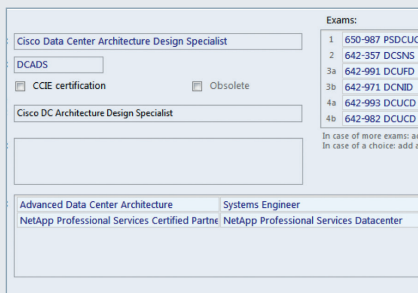 Exams:
1 650-987 PSDCUC
Cisco Data Center Architecture Design Specialist
2 642-357 DCSNS
DCADS
3a 642-991 DCUFD
CCIE certification Obsolete
3b 642-971 DCNID
4a 642-993 DCUCD
Cisco DC Architecture Design Specialist
4b 642-982 DCUCD
In case of more exams:
In case of a choice: add
Advanced Data Center Architecture Systems Engineer
NetApp Professional Services Certified Partne NetApp Professional Services Datacenter